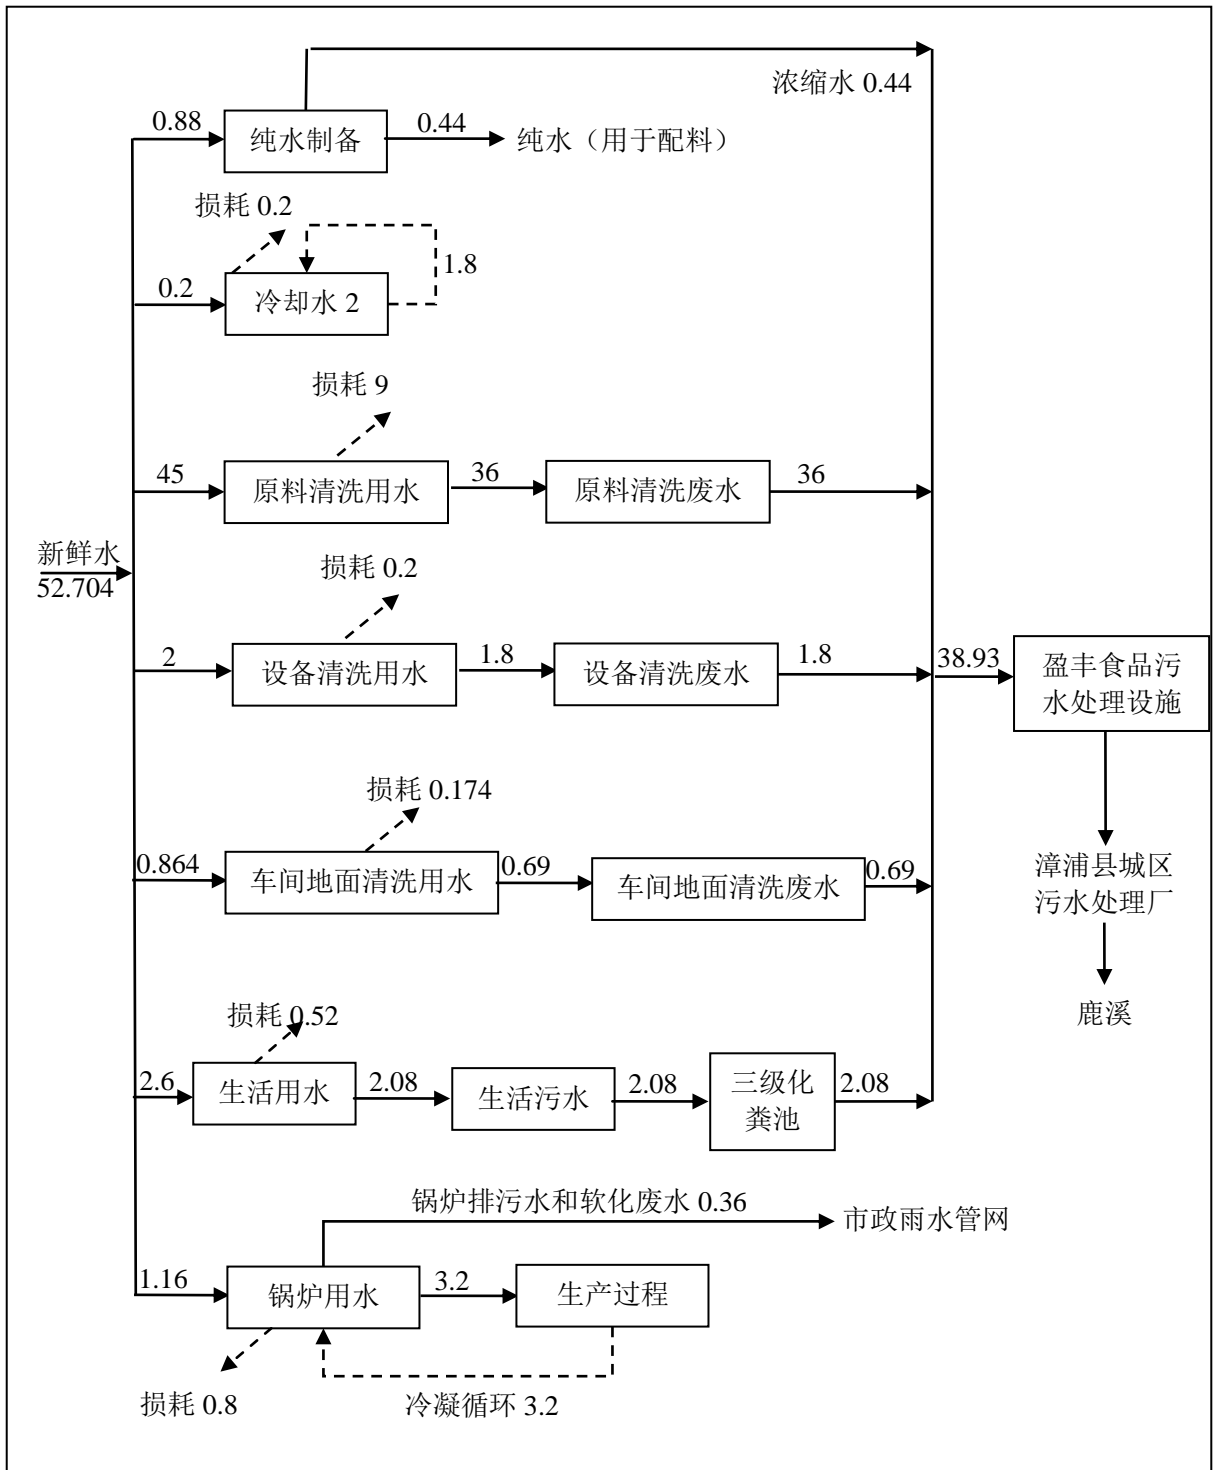 浓缩水 0.44
0.88
纯水制备
0.44
纯水（用于配料）
损耗 0.2
1.8
0.2
冷却水 2
损耗 9
45
原料清洗用水
36
原料清洗废水
36
新鲜水
52.704
损耗 0.2
2
设备清洗用水
1.8
设备清洗废水
1.8
38.93
盈丰食品污
水处理设施
损耗 0.174
0.864
车间地面清洗用水
0.69
车间地面清洗废水
0.69
漳浦县城区
污水处理厂
鹿溪
损耗 0.52
2.6
生活用水
2.08
生活污水
2.08
三级化
粪池
2.08
锅炉排污水和软化废水 0.36
市政雨水管网
1.16
锅炉用水
3.2
生产过程
损耗 0.8
冷凝循环 3.2